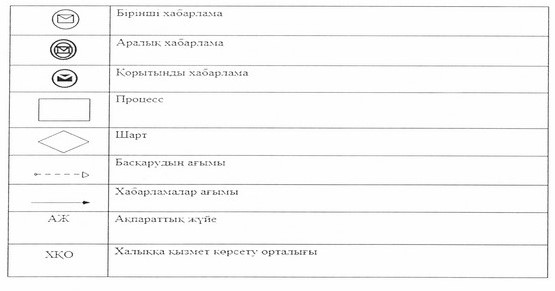 Бірінші хабарлама
Аралық хабарлама
Қорытынды хабарлама
Процесс
Шарт
Басқарудың ағымы
Хабарламалар ағымы
АЖ Ақпараттық жүйе
ХҚО Халыққа қызмет көрсету орталығы